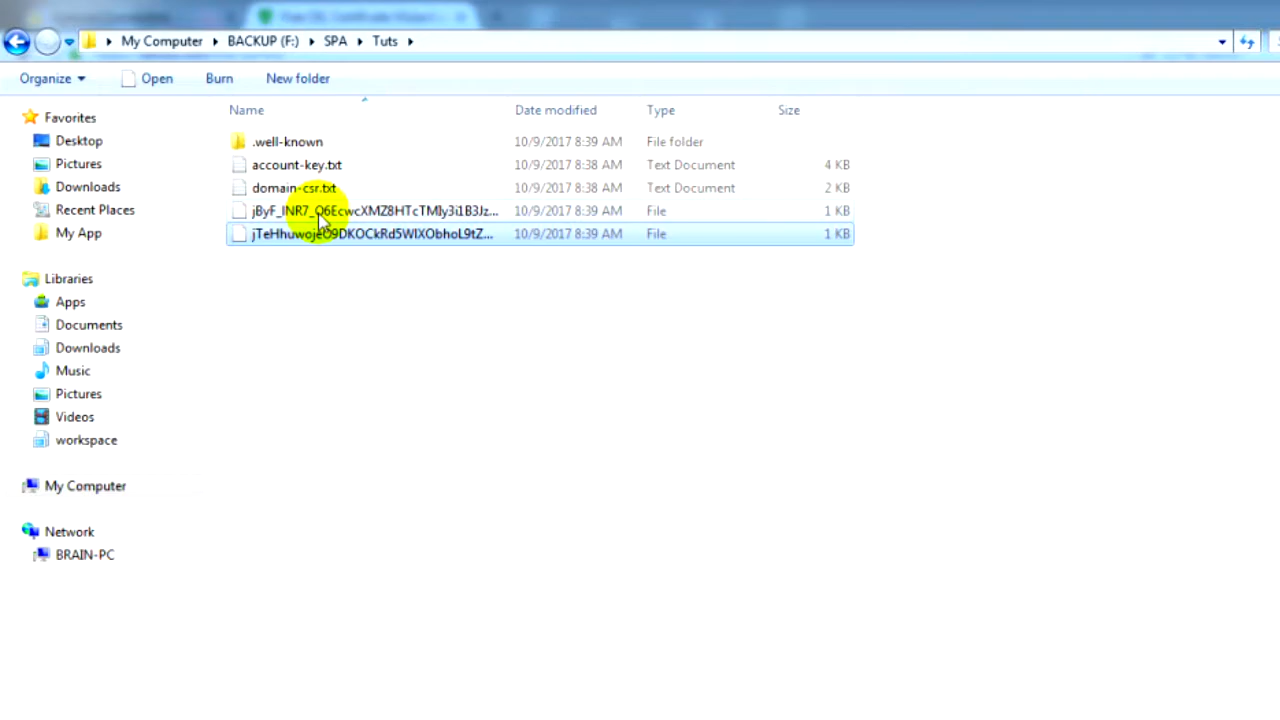 My Computer BACKUP (F:) SPA Tuts
Organize Open Burn New folder
Name Date modified Type Size
Favorites
Desktop
Pictures
Downloads
Recent Places
My App
Libraries
Apps
Documents
Downloads
Music
Pictures
Videos
workspace
My Computer
Network
BRAIN-PC
.well-known 10/9/2017 8:39 AM File folder
account-key.txt 10/9/2017 8:38 AM Text Document 4 KB
domain-csr.txt 10/9/2017 8:38 AM Text Document 2 KB
10/9/2017 8:39 AM File 1 KB
10/9/2017 8:39 AM File 1 KB